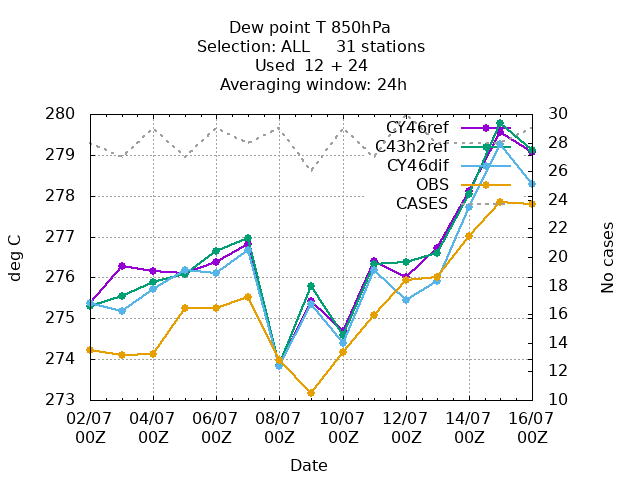 Dew point T 850hPa
Selection: ALL 31 stations
Used 12 + 24
Averaging window: 24h
280
279
278
277
276
275
274
273
deg C
30
28
26
24
22
20
18
16
14
12
10
No cases
CY46ref
C43h2ref
CY46dif
OBS
CASES
02/07 04/07 06/07 08/07 10/07 12/07 14/07 16/07
00Z 00Z 00Z 00Z 00Z 00Z 00Z 00Z
Date